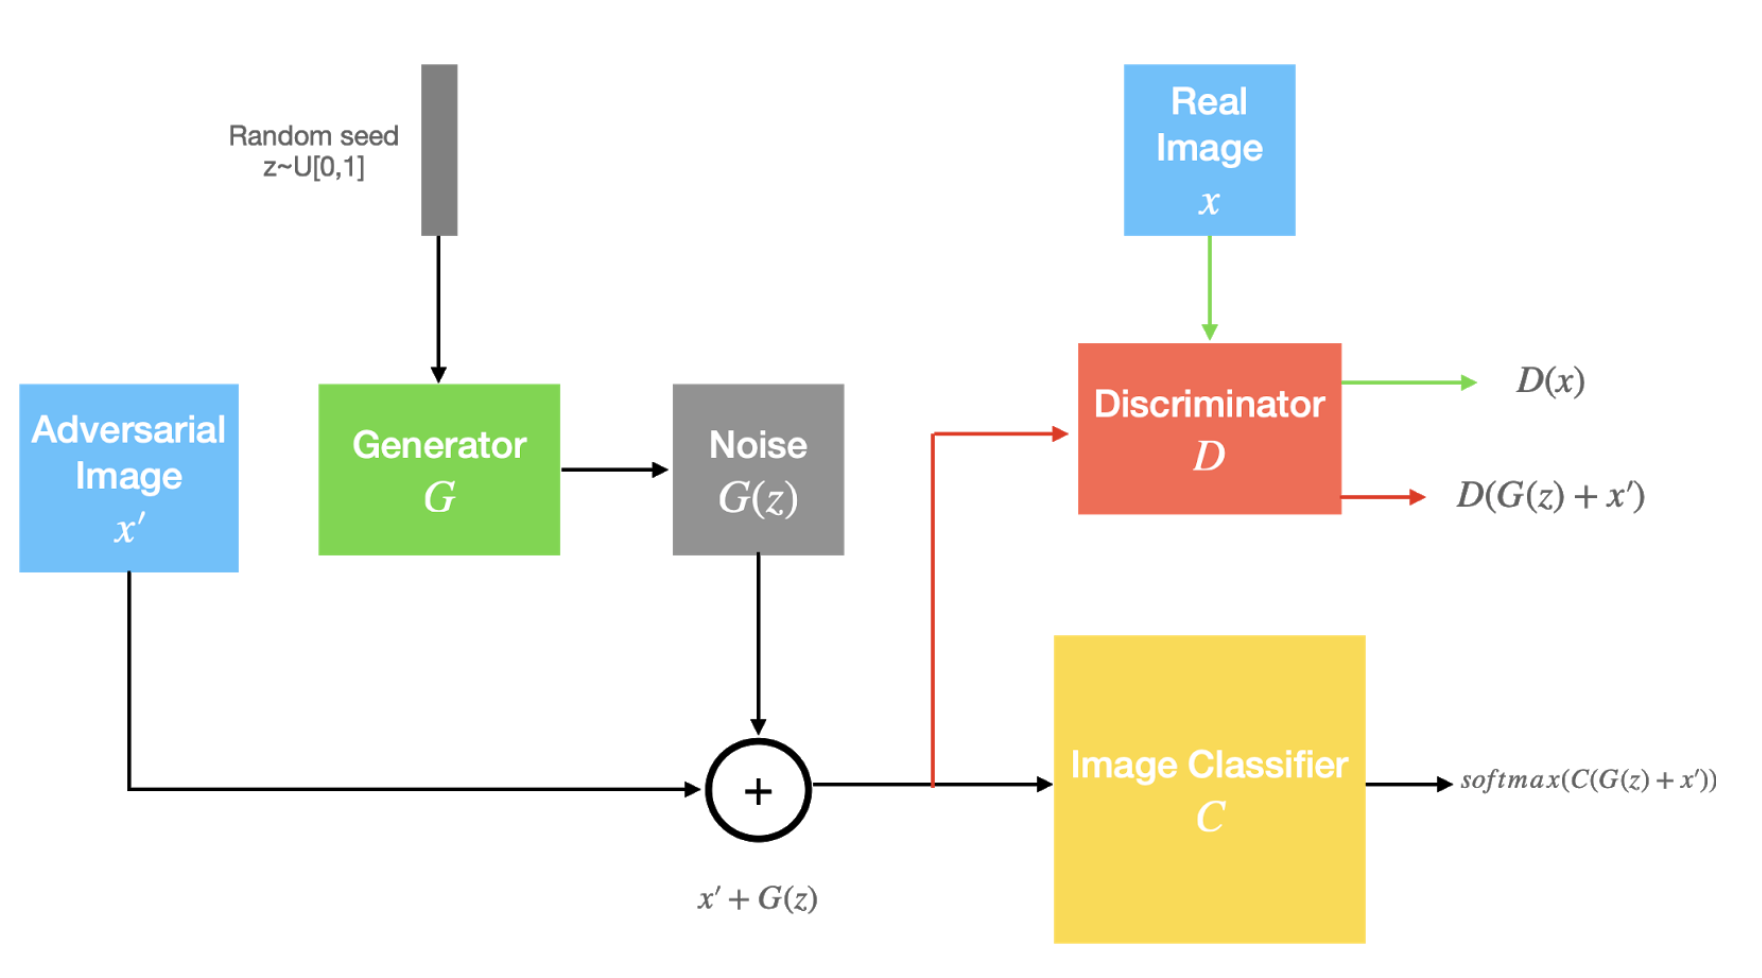 Random seed
z~U[0,1]
Real
Image
x
Adversarial
Image
x′
Generator
G
Noise
G(z)
Discriminator
D
D(x)
D(G(z) + x′)
+
x′ + G(z)
Image Classifier
C
softmax(C(G(z) + x′))